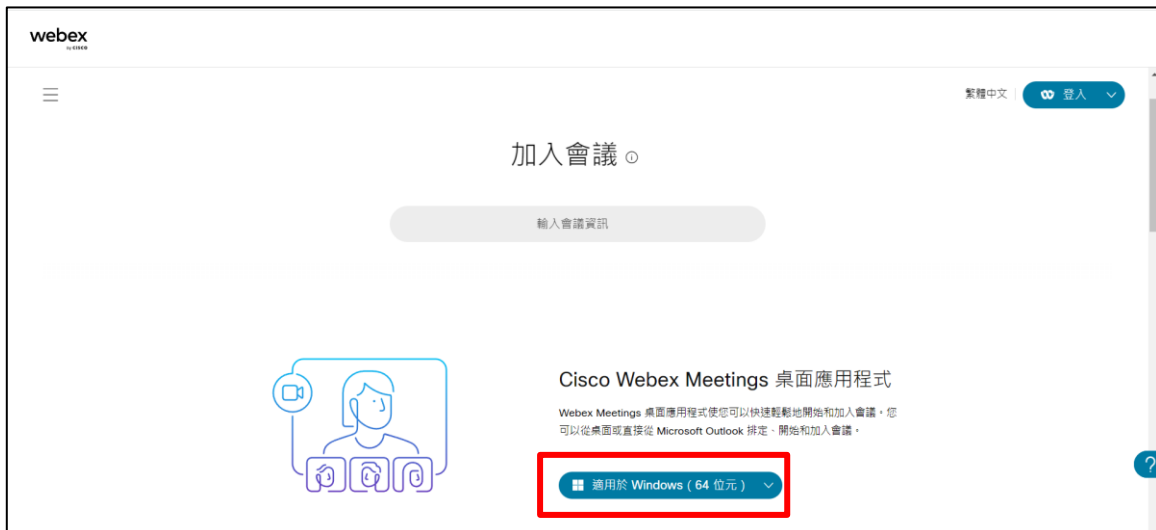 webex
by CISCO
繁體中文
登入
加入會議
輸入會議資訊
Cisco Webex Meetings 桌面應用程式
Webex Meetings 桌面應用程式使您可以快速輕鬆地開始和加入會議。您
可以從桌面或直接從 Microsoft Outlook 排定、開始和加入會議。
適用於 Windows（64 位元）
?